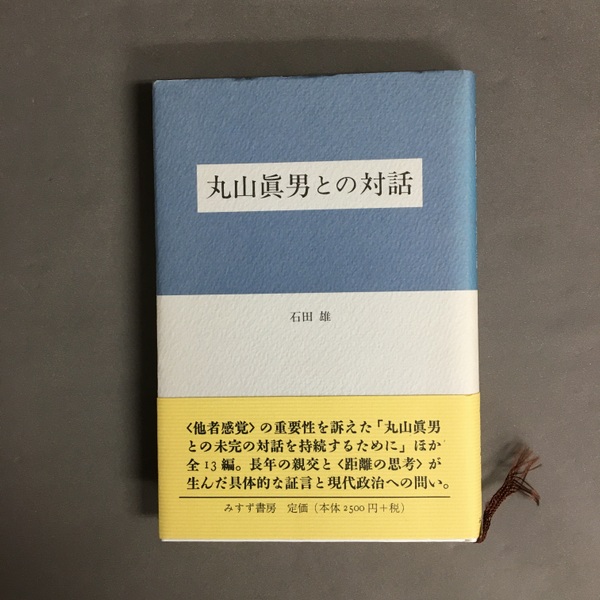 丸山眞男との対話
石田 雄
〈他者感覚〉の重要性を訴えた「丸山眞男
との未完の対話を持続するために」ほか
全13編。長年の親交と〈距離の思考〉が
生んだ具体的な証言と現代政治への問い。
みすず書房 定価（本体2500円＋税）